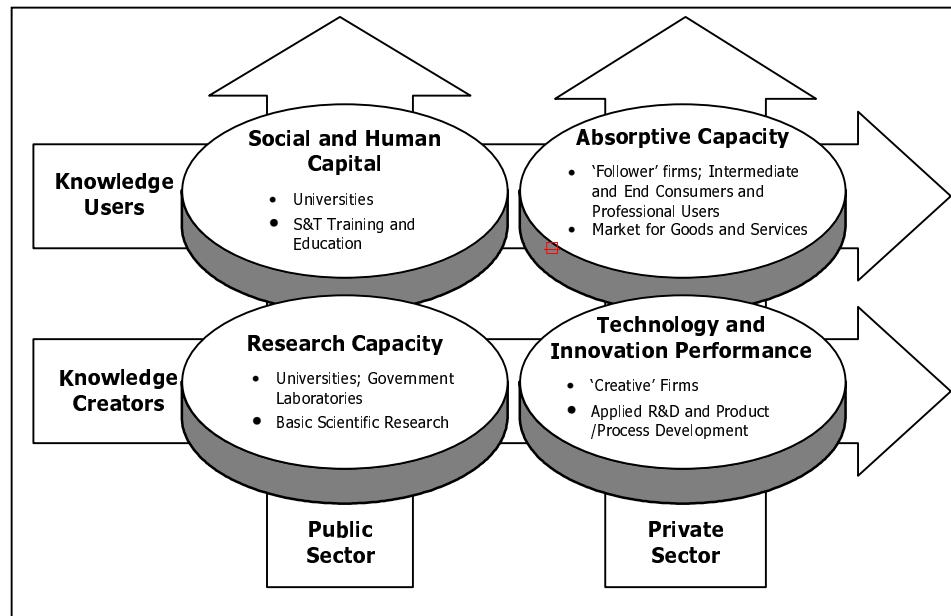 Social and Human
Capital
• Universities
• S&T Training and
Education
Absorptive Capacity
• ‘Follower’ firms; Intermediate
and End Consumers and
Professional Users
• Market for Goods and Services
Knowledge
Users
Research Capacity
• Universities; Government
Laboratories
• Basic Scientific Research
Technology and
Innovation Performance
• ‘Creative’ Firms
• Applied R&D and Product
/Process Development
Knowledge
Creators
Public
Sector
Private
Sector